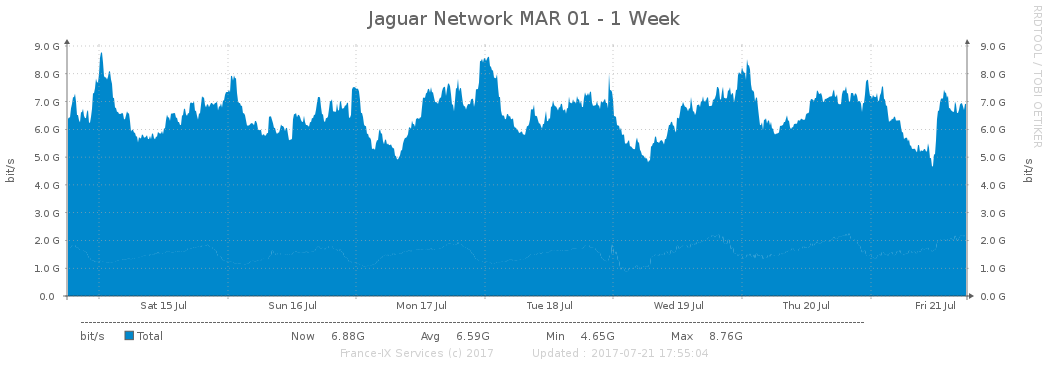 Jaguar Network MAR 01 - 1 Week
RRDTOOL / TOBI OETIKER
bit/s
9.0 G 9.0 G
8.0 G 8.0 G
7.0 G 7.0 G
6.0 G 6.0 G
5.0 G 5.0 G
4.0 G 4.0 G
3.0 G 3.0 G
2.0 G 2.0 G
1.0 G 1.0 G
0.0 0.0 G
bit/s
Sat 15 Jul Sun 16 Jul Mon 17 Jul Tue 18 Jul Wed 19 Jul Thu 20 Jul Fri 21 Jul
bit/s Total Now 6.88G Avg 6.59G Min 4.65G Max 8.76G
France-IX Services (c) 2017 Updated : 2017-07-21 17:55:04